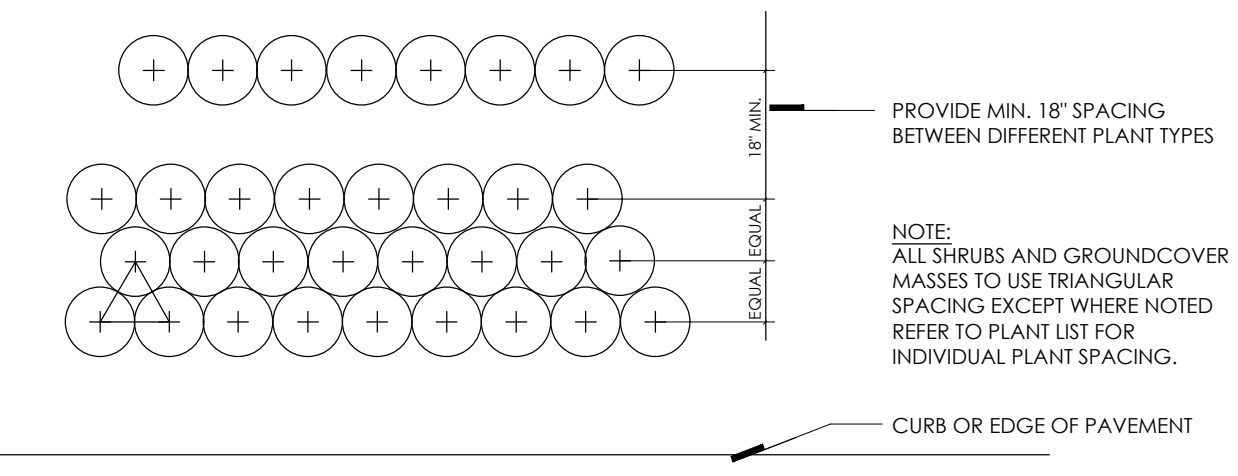 18" MIN.
EQUAL
EQUAL
PROVIDE MIN. 18" SPACING
BETWEEN DIFFERENT PLANT TYPES
NOTE:
ALL SHRUBS AND GROUNDCOVER
MASSES TO USE TRIANGULAR
SPACING EXCEPT WHERE NOTED
REFER TO PLANT LIST FOR
INDIVIDUAL PLANT SPACING.
CURB OR EDGE OF PAVEMENT